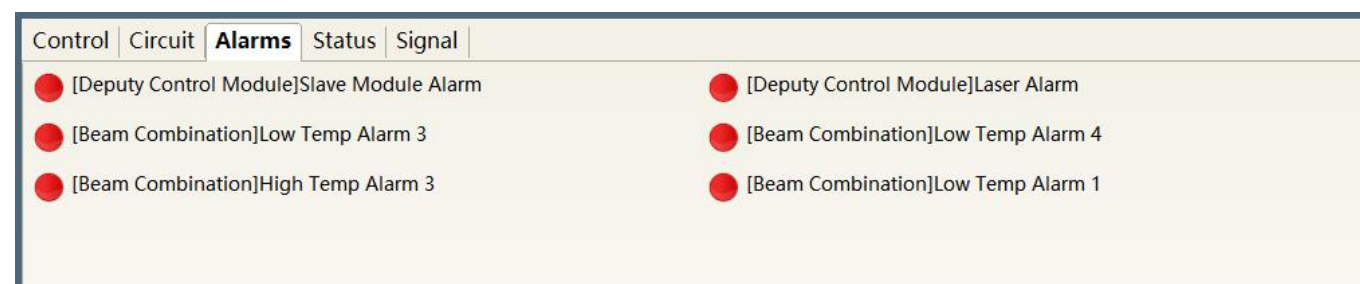 Control Circuit Alarms Status Signal
[Deputy Control Module]Slave Module Alarm [Deputy Control Module]Laser Alarm
[Beam Combination]Low Temp Alarm 3 [Beam Combination]Low Temp Alarm 4
[Beam Combination]High Temp Alarm 3 [Beam Combination]Low Temp Alarm 1